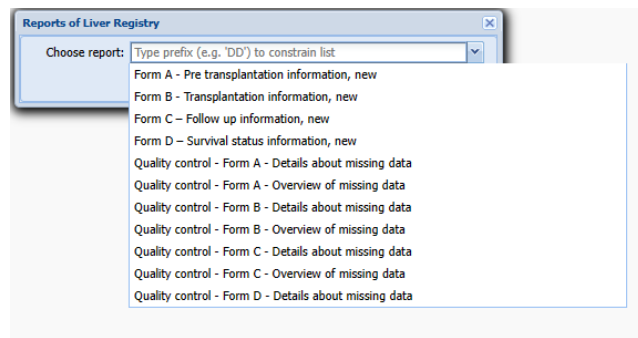 Reports of Liver Registry
Choose report: Type prefix (e.g. 'DD') to constrain list
Form A - Pre transplantation information, new
Form B - Transplantation information, new
Form C – Follow up information, new
Form D – Survival status information, new
Quality control - Form A - Details about missing data
Quality control - Form A - Overview of missing data
Quality control - Form B - Details about missing data
Quality control - Form B - Overview of missing data
Quality control - Form C - Details about missing data
Quality control - Form C - Overview of missing data
Quality control - Form D - Details about missing data